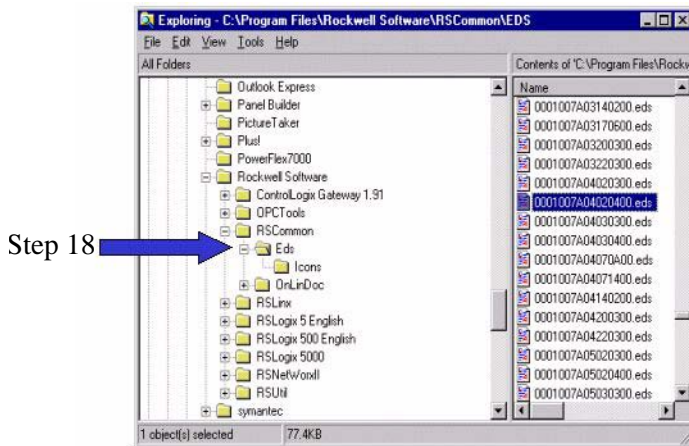 Exploring - C:\Program Files\Rockwell Software\RSCommon\EDS
File Edit View Tools Help
All Folders
Contents of 'C:\Program Files\Rockw
Outlook Express
Panel Builder
PictureTaker
Plus!
PowerFlex7000
Rockwell Software
ControlLogix Gateway 1.91
OPCTools
RSCommon
Step 18
Eds
Icons
OnLinDoc
RSLinx
RSLogix 5 English
RSLogix 500 English
RSLogix 5000
RSNetWorxII
RSUtil
symantec
Name
0001007A03140200.eds
0001007A03170600.eds
0001007A03200300.eds
0001007A03220300.eds
0001007A04020300.eds
0001007A04020400.eds
0001007A04030300.eds
0001007A04030400.eds
0001007A04070A00.eds
0001007A04071400.eds
0001007A04140200.eds
0001007A04200300.eds
0001007A04220300.eds
0001007A05020300.eds
0001007A05020400.eds
0001007A05030300.eds
1 object(s) selected
77.4KB